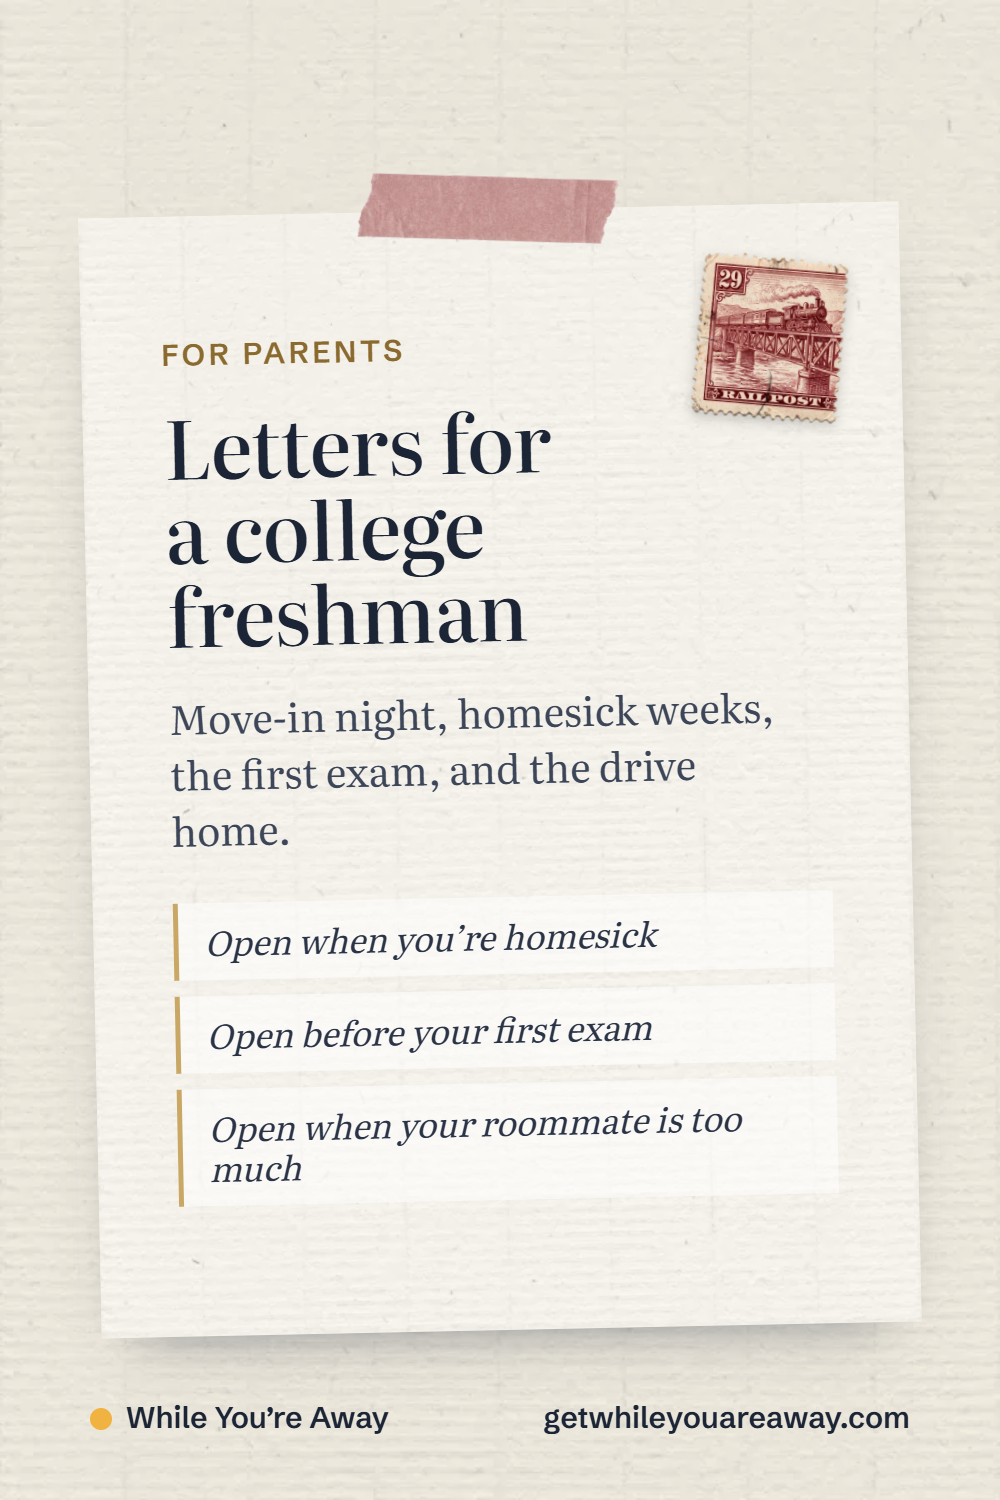 29
RAIL POST
FOR PARENTS
Letters for
a college
freshman
Move-in night, homesick weeks,
the first exam, and the drive
home.
Open when you’re homesick
Open before your first exam
Open when your roommate is too
much
While You’re Away
getwhileyouareaway.com